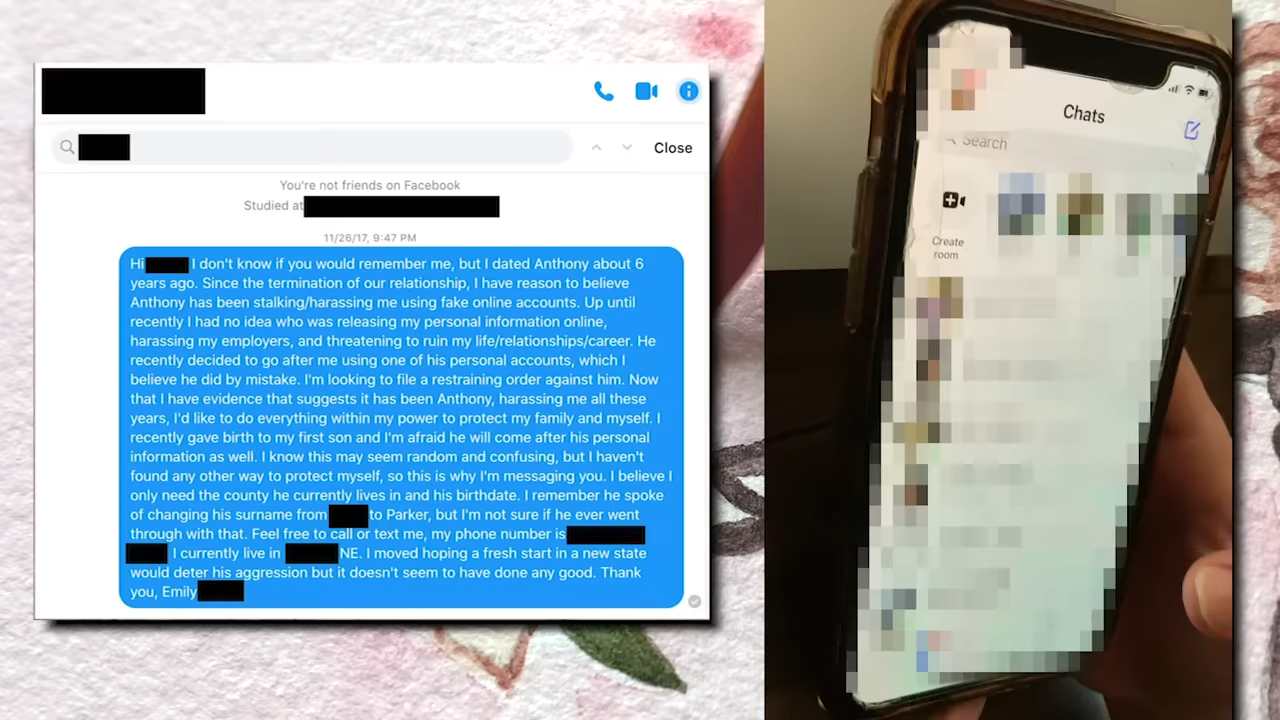 Close
You're not friends on Facebook
Studied at
11/26/17, 9:47 PM
Hi I don't know if you would remember me, but I dated Anthony about 6
years ago. Since the termination of our relationship, I have reason to believe
Anthony has been stalking/harassing me using fake online accounts. Up until
recently I had no idea who was releasing my personal information online,
harassing my employers, and threatening to ruin my life/relationships/career. He
recently decided to go after me using one of his personal accounts, which I
believe he did by mistake. I'm looking to file a restraining order against him. Now
that I have evidence that suggests it has been Anthony, harassing me all these
years, I'd like to do everything within my power to protect my family and myself. I
recently gave birth to my first son and I'm afraid he will come after his personal
information as well. I know this may seem random and confusing, but I haven't
found any other way to protect myself, so this is why I'm messaging you. I believe I
only need the county he currently lives in and his birthdate. I remember he spoke
of changing his surname from to Parker, but I'm not sure if he ever went
through with that. Feel free to call or text me, my phone number is
I currently live in NE. I moved hoping a fresh start in a new state
would deter his aggression but it doesn't seem to have done any good. Thank
you, Emily
Chats
Search
Create
room